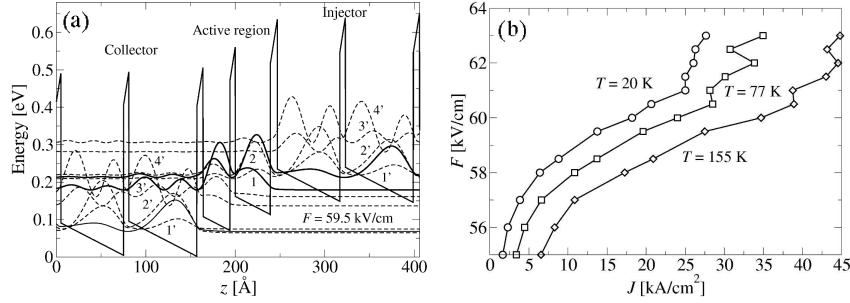 (a)
Injector
Active region
Collector
4'
3'
2'
1'
4'
3'
2'
1'
2
1
F = 59.5 kV/cm
0.6
0.5
0.4
0.3
0.2
0.1
0
Energy [eV]
0
100
200
300
400
z [Å]
(b)
T = 20 K
T = 77 K
T = 155 K
64
62
60
58
56
F [kV/cm]
0
5
10
15
20
25
30
35
40
45
J [kA/cm²]